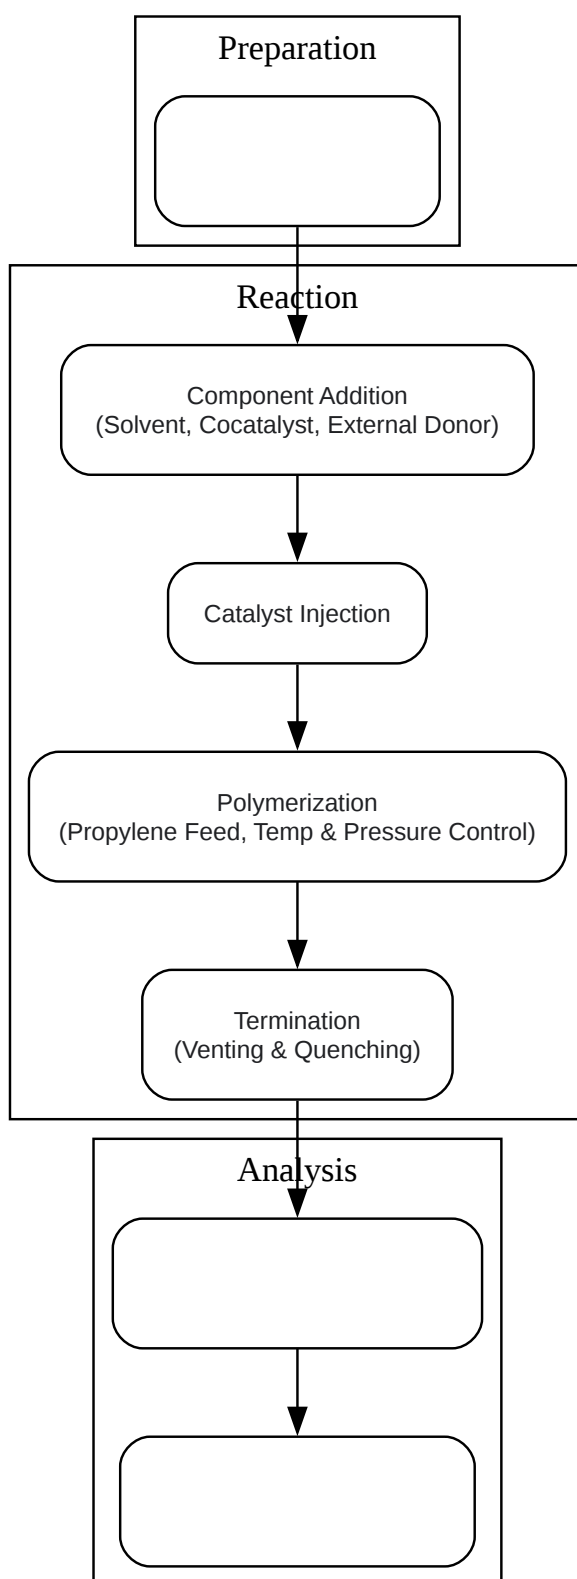 Preparation
Reaction
Component Addition
(Solvent, Cocatalyst, External Donor)
Catalyst Injection
Polymerization
(Propylene Feed, Temp & Pressure Control)
Termination
(Venting & Quenching)
Analysis